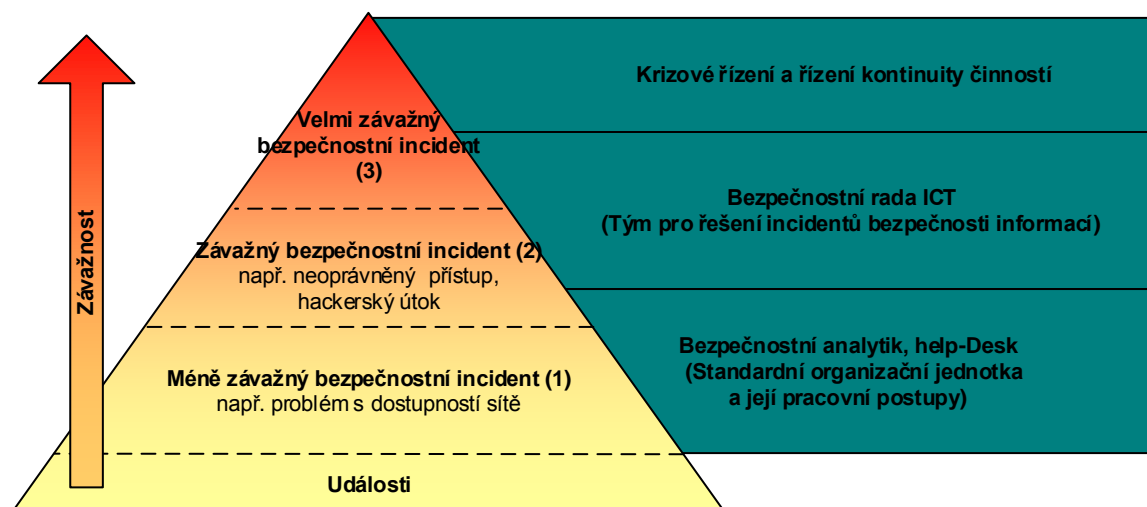 Závažnost
Velmi závažný
bezpečnostní incident
(3)
Závažný bezpečnostní incident (2)
např. neoprávněný přístup,
hackerský útok
Méně závažný bezpečnostní incident (1)
např. problém s dostupností sítě
Události
Krizové řízení a řízení kontinuity činností
Bezpečnostní rada ICT
(Tým pro řešení incidentů bezpečnosti informací)
Bezpečnostní analytik, help-Desk
(Standardní organizační jednotka
a její pracovní postupy)